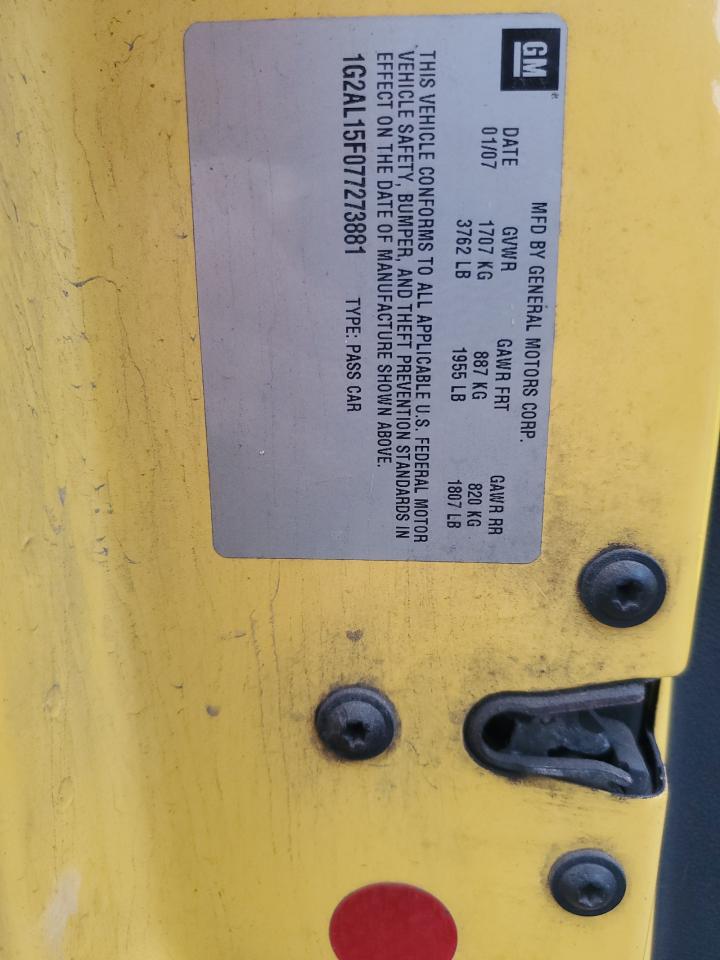 GM
MFD BY GENERAL MOTORS CORP.
DATE GVWR GAWR FRT GAWR RR
01/07 1707 KG 887 KG 820 KG
3762 LB 1955 LB 1807 LB
THIS VEHICLE CONFORMS TO ALL APPLICABLE U.S. FEDERAL MOTOR
VEHICLE SAFETY, BUMPER, AND THEFT PREVENTION STANDARDS IN
EFFECT ON THE DATE OF MANUFACTURE SHOWN ABOVE.
1G2AL15F077273881 TYPE: PASS CAR